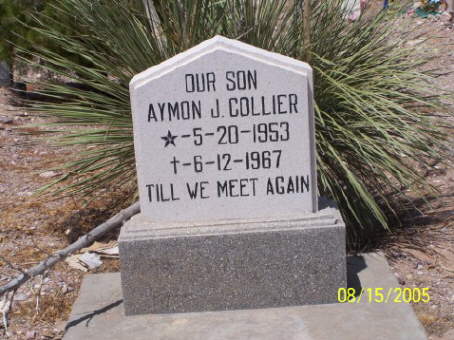 OUR SON
AYMON J. COLLIER
★-5-20-1953
†-6-12-1967
TILL WE MEET AGAIN
08/15/2005